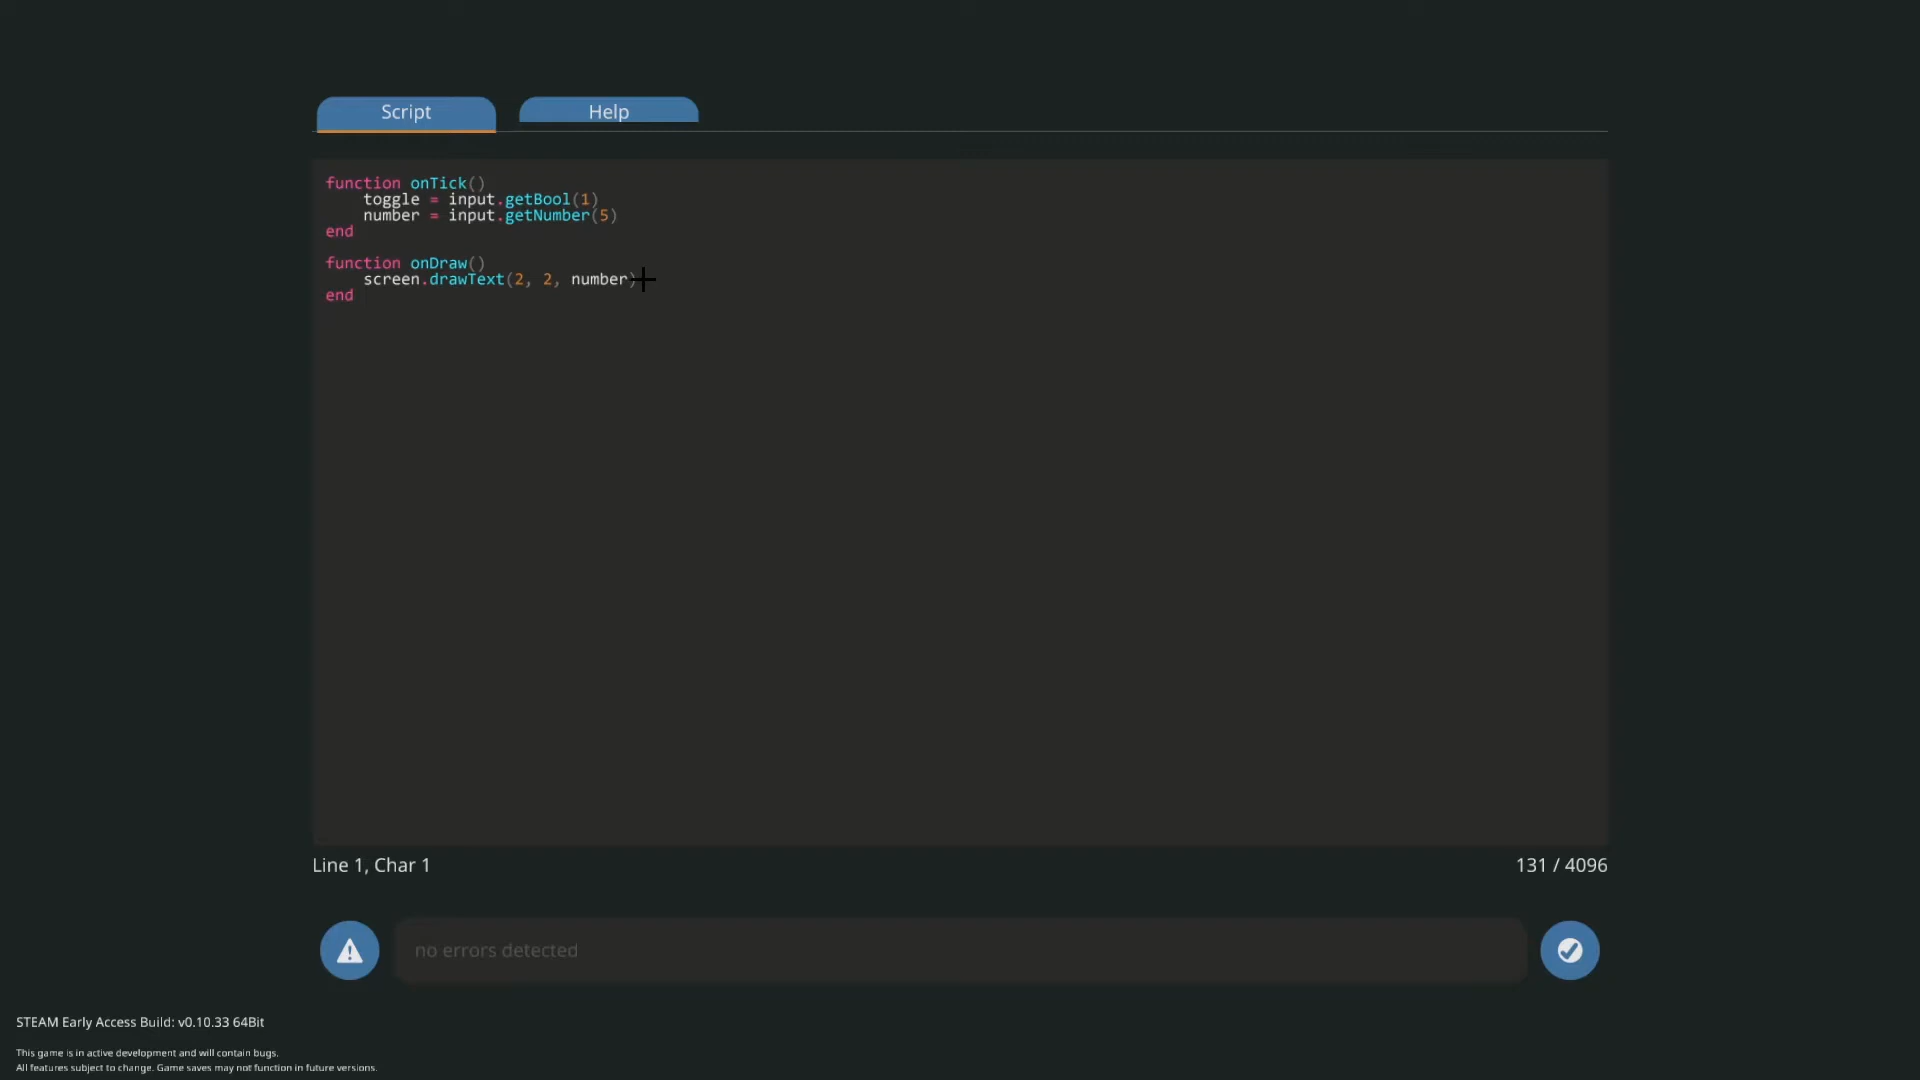 Script
Help
function onTick()
    toggle = input.getBool(1)
    number = input.getNumber(5)
end
function onDraw()
    screen.drawText(2, 2, number)
end
Line 1, Char 1
131 / 4096
no errors detected
STEAM Early Access Build: v0.10.33 64Bit
This game is in active development and will contain bugs.
All features subject to change. Game saves may not function in future versions.